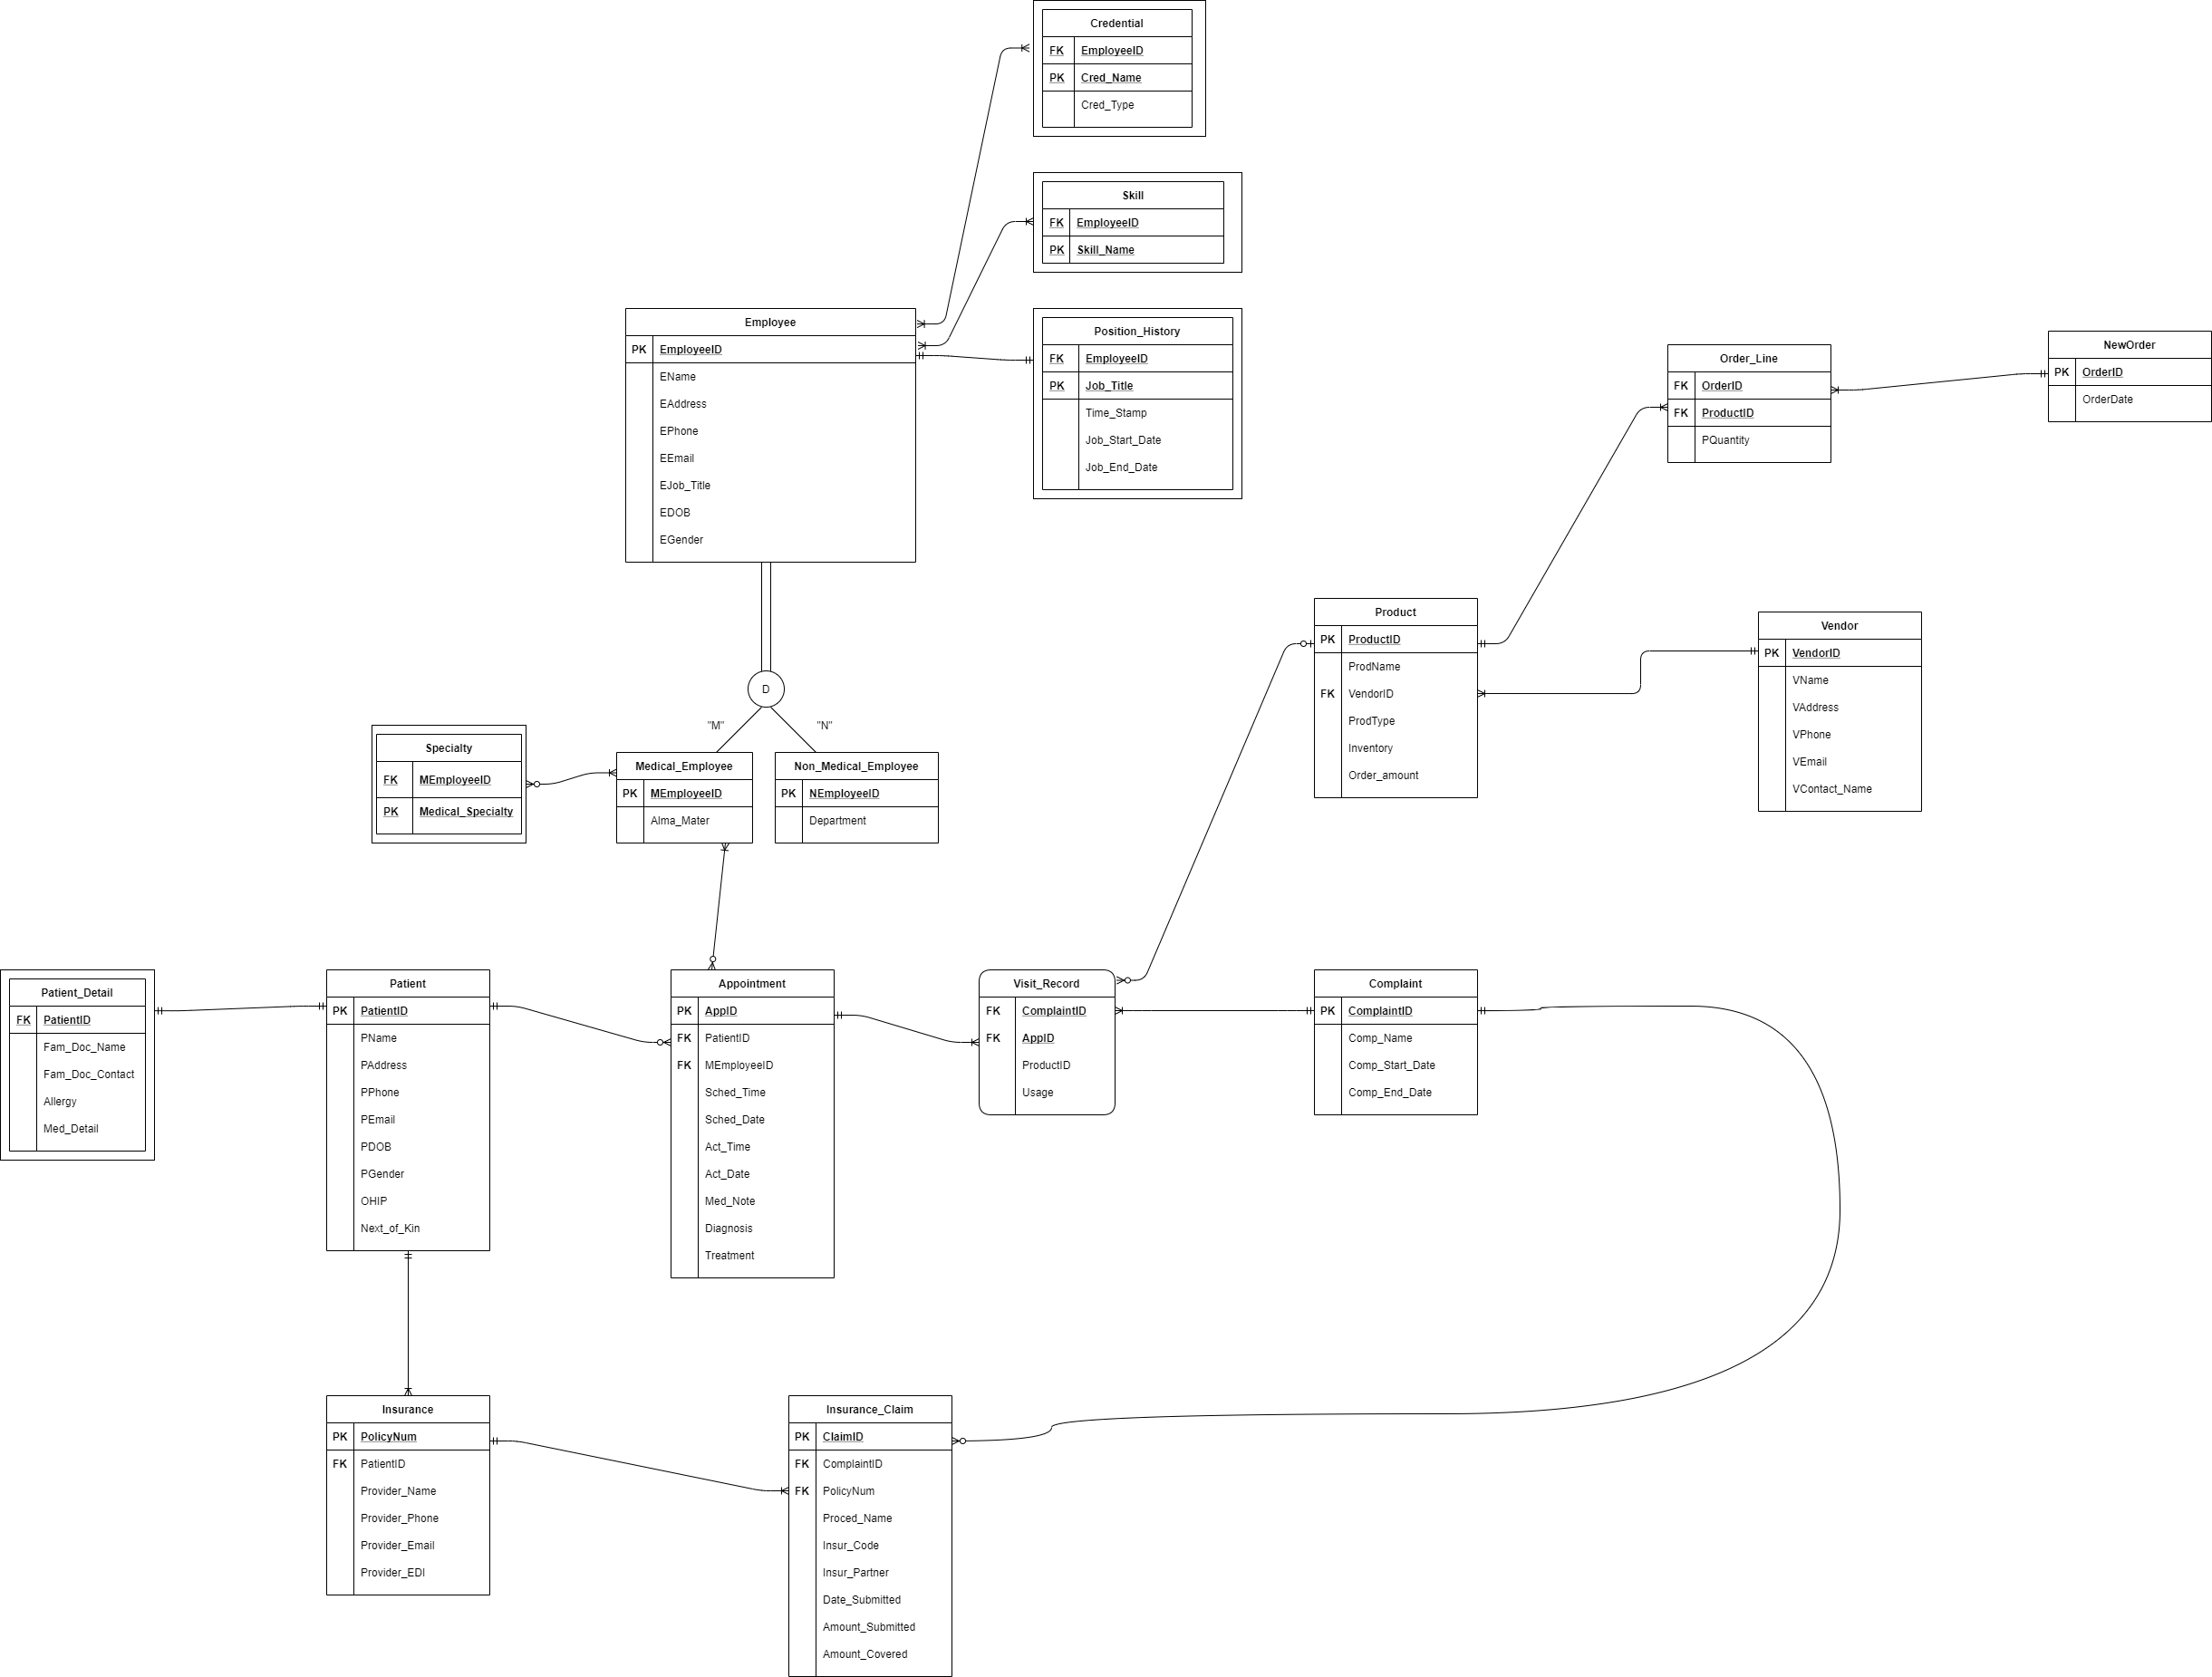 Credential
FK EmployeeID
PK Cred_Name
Cred_Type
Skill
FK EmployeeID
PK Skill_Name
Employee
PK EmployeeID
EName
EAddress
EPhone
EEmail
EJob_Title
EDOB
EGender
Position_History
FK EmployeeID
PK Job_Title
Time_Stamp
Job_Start_Date
Job_End_Date
Order_Line
FK OrderID
FK ProductID
PQuantity
NewOrder
PK OrderID
OrderDate
Product
PK ProductID
ProdName
FK VendorID
ProdType
Inventory
Order_amount
Vendor
PK VendorID
VName
VAddress
VPhone
VEmail
VContact_Name
D
"M"
"N"
Specialty
FK MEmployeeID
PK Medical_Specialty
Medical_Employee
PK MEmployeeID
Alma_Mater
Non_Medical_Employee
PK NEmployeeID
Department
Patient_Detail
FK PatientID
Fam_Doc_Name
Fam_Doc_Contact
Allergy
Med_Detail
Patient
PK PatientID
PName
PAddress
PPhone
PEmail
PDOB
PGender
OHIP
Next_of_Kin
Appointment
PK AppID
FK PatientID
FK MEmployeeID
Sched_Time
Sched_Date
Act_Time
Act_Date
Med_Note
Diagnosis
Treatment
Visit_Record
FK ComplaintID
FK AppID
ProductID
Usage
Complaint
PK ComplaintID
Comp_Name
Comp_Start_Date
Comp_End_Date
Insurance
PK PolicyNum
FK PatientID
Provider_Name
Provider_Phone
Provider_Email
Provider_EDI
Insurance_Claim
PK ClaimID
FK ComplaintID
FK PolicyNum
Proced_Name
Insur_Code
Insur_Partner
Date_Submitted
Amount_Submitted
Amount_Covered